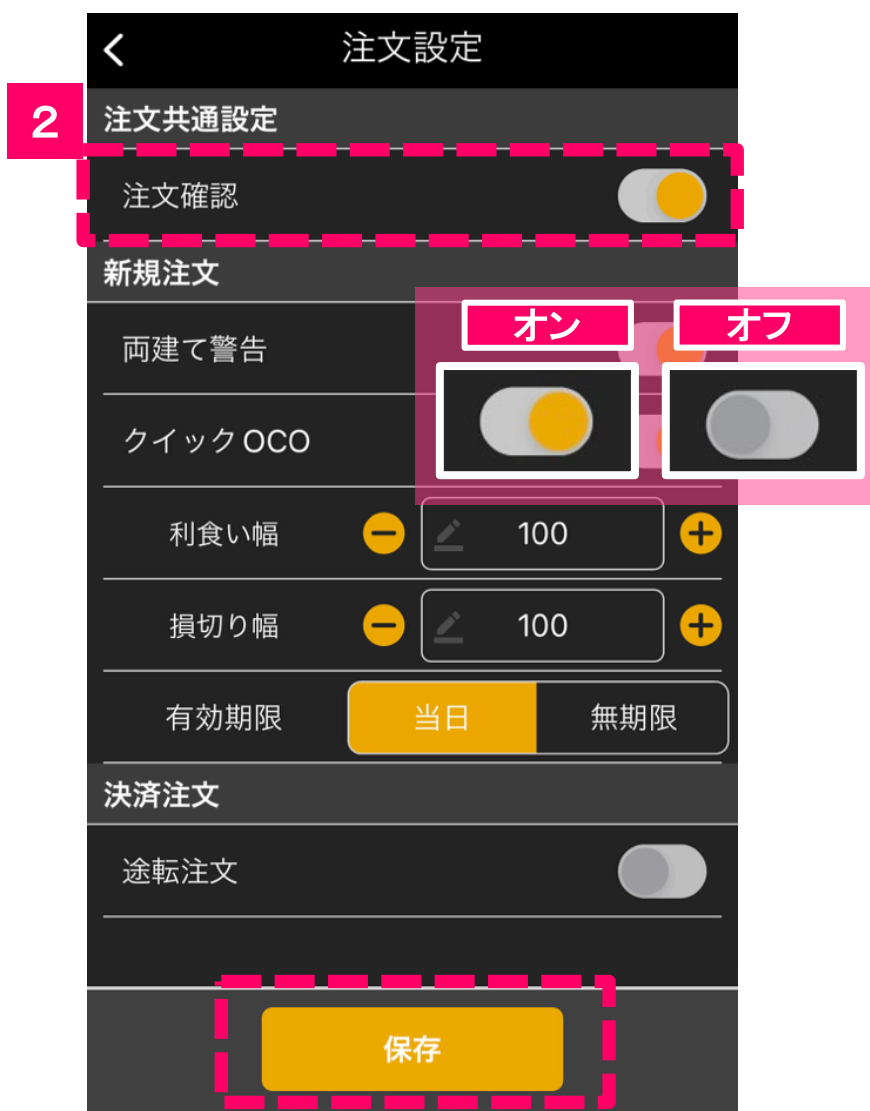 注文設定
2
注文共通設定
注文確認
新規注文
オン
オフ
両建て警告
クイックOCO
利食い幅
100
損切り幅
100
有効期限
当日
無期限
決済注文
途転注文
保存